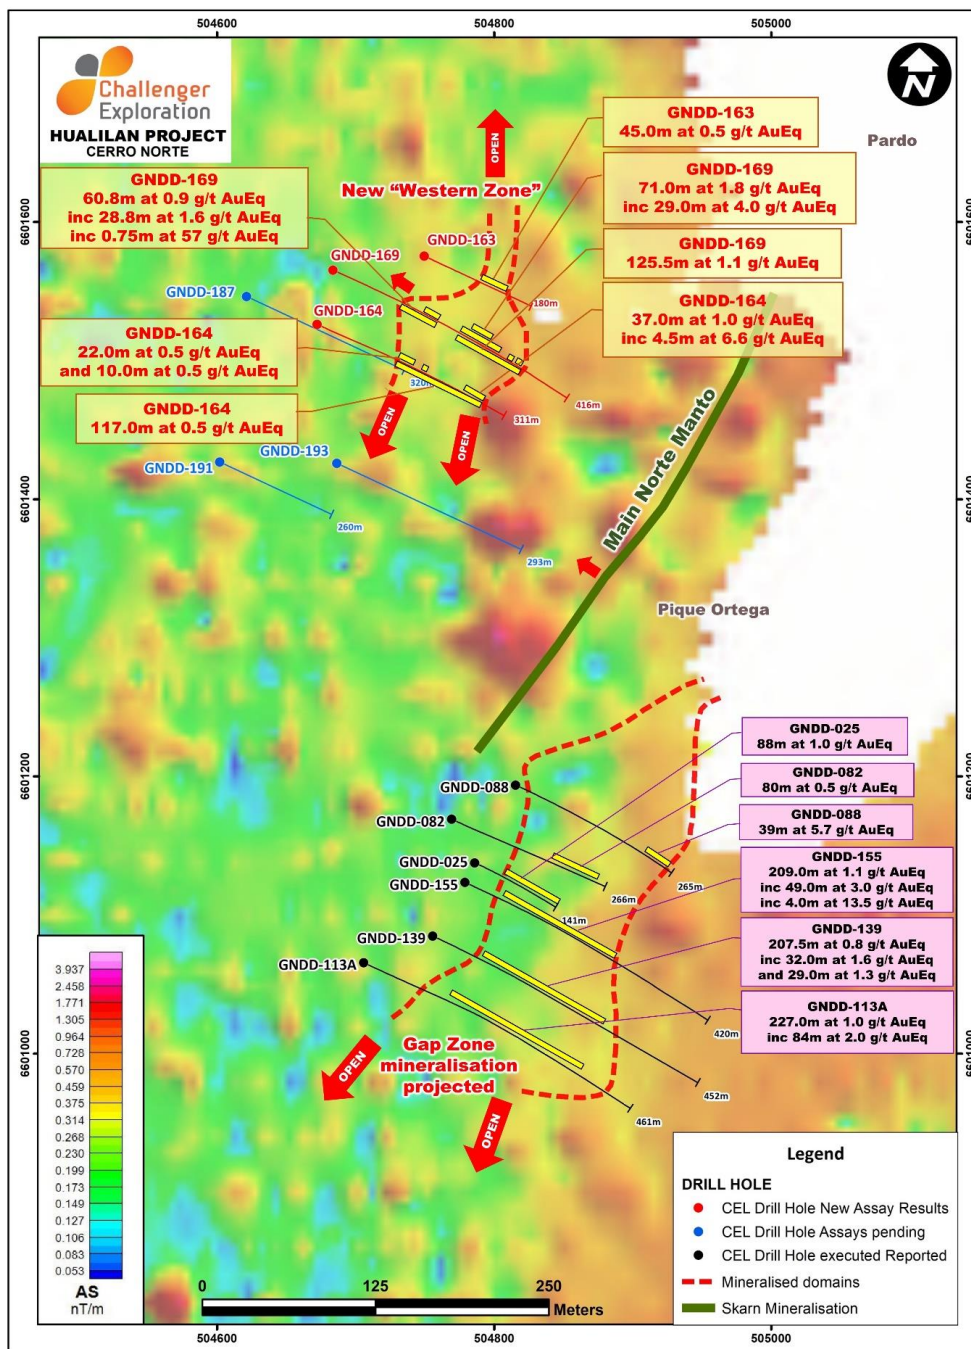 504600
504800
505000
Challenger
Exploration
HUALILAN PROJECT
CERRO NORTE
N
Pardo
GNDD-163
45.0m at 0.5 g/t AuEq
OPEN
New "Western Zone"
GNDD-169
60.8m at 0.9 g/t AuEq
inc 28.8m at 1.6 g/t AuEq
inc 0.75m at 57 g/t AuEq
GNDD-169
71.0m at 1.8 g/t AuEq
inc 29.0m at 4.0 g/t AuEq
6601600
6601600
GNDD-163
GNDD-169
GNDD-169
125.5m at 1.1 g/t AuEq
GNDD-187
180m
GNDD-164
GNDD-164
37.0m at 1.0 g/t AuEq
inc 4.5m at 6.6 g/t AuEq
GNDD-164
22.0m at 0.5 g/t AuEq
and 10.0m at 0.5 g/t AuEq
320m
416m
311m
GNDD-164
117.0m at 0.5 g/t AuEq
OPEN
OPEN
GNDD-193
GNDD-191
6601400
6601400
260m
293m
Main Norte Manto
Pique Ortega
GNDD-025
88m at 1.0 g/t AuEq
6601200
6601200
GNDD-082
80m at 0.5 g/t AuEq
GNDD-088
GNDD-088
39m at 5.7 g/t AuEq
GNDD-082
GNDD-025
GNDD-155
265m
266m
141m
GNDD-155
209.0m at 1.1 g/t AuEq
inc 49.0m at 3.0 g/t AuEq
inc 4.0m at 13.5 g/t AuEq
GNDD-139
GNDD-139
207.5m at 0.8 g/t AuEq
inc 32.0m at 1.6 g/t AuEq
and 29.0m at 1.3 g/t AuEq
GNDD-113A
GNDD-113A
227.0m at 1.0 g/t AuEq
inc 84m at 2.0 g/t AuEq
420m
452m
461m
6601000
6601000
OPEN
Gap Zone
mineralisation
projected
OPEN
3.937
2.458
1.771
1.305
0.964
0.728
0.570
0.459
0.375
0.314
0.268
0.230
0.199
0.173
0.149
0.127
0.106
0.083
0.053
AS
nT/m
0
125
250
Meters
Legend
DRILL HOLE
CEL Drill Hole New Assay Results
CEL Drill Hole Assays pending
CEL Drill Hole executed Reported
Mineralised domains
Skarn Mineralisation
504600
504800
505000